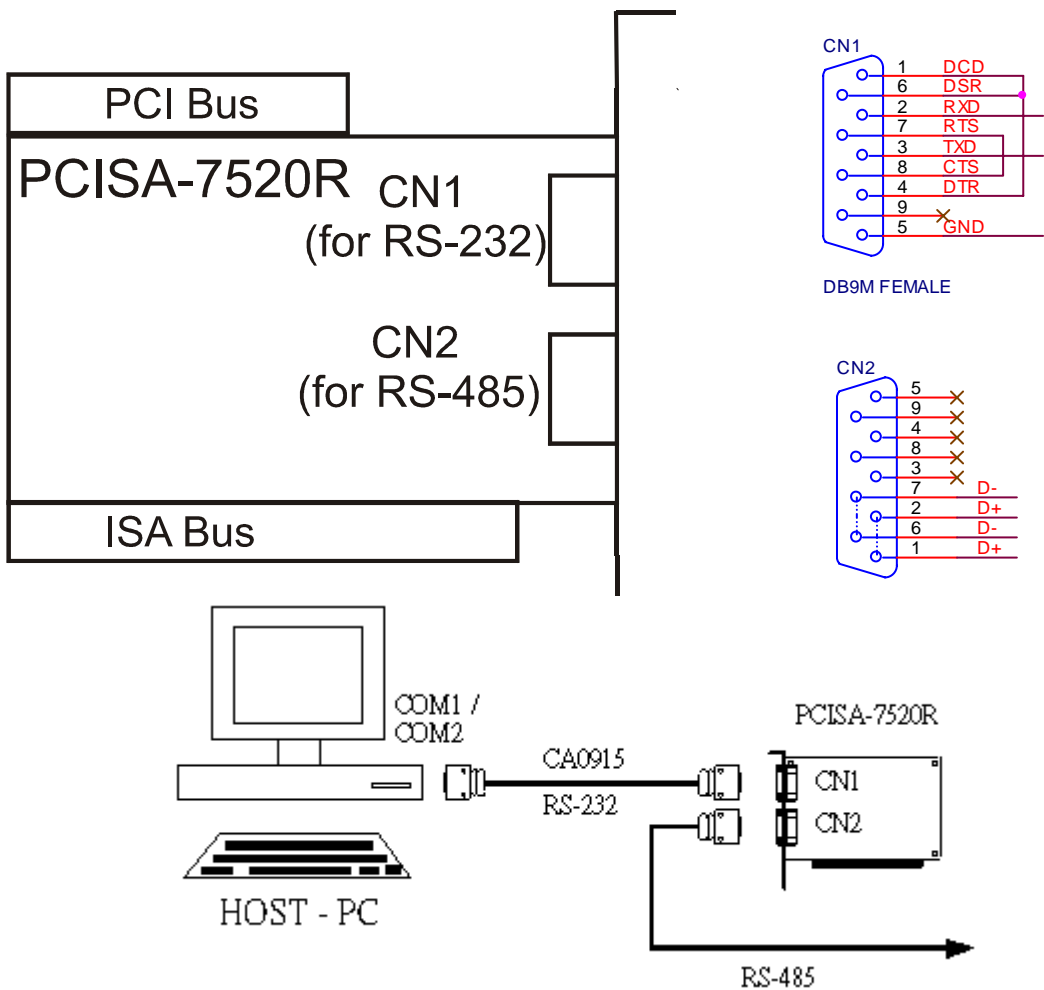 PCI Bus
PCISA-7520R
CN1
(for RS-232)
CN2
(for RS-485)
ISA Bus
CN1
1 DCD
6 DSR
2 RXD
7 RTS
3 TXD
8 CTS
4 DTR
9
5 GND
DB9M FEMALE
CN2
5
9
4
8
3
7 D-
2 D+
6 D-
1 D+
COM1 /
COM2
CA0915
RS-232
HOST - PC
PCISA-7520R
CN1
CN2
RS-485